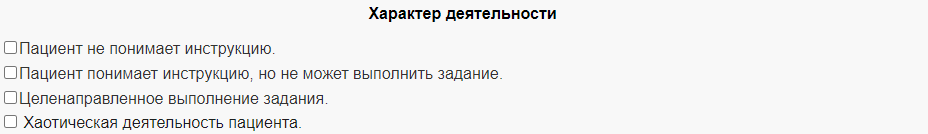 Характер деятельности
Пациент не понимает инструкцию.
Пациент понимает инструкцию, но не может выполнить задание.
Целенаправленное выполнение задания.
Хаотическая деятельность пациента.